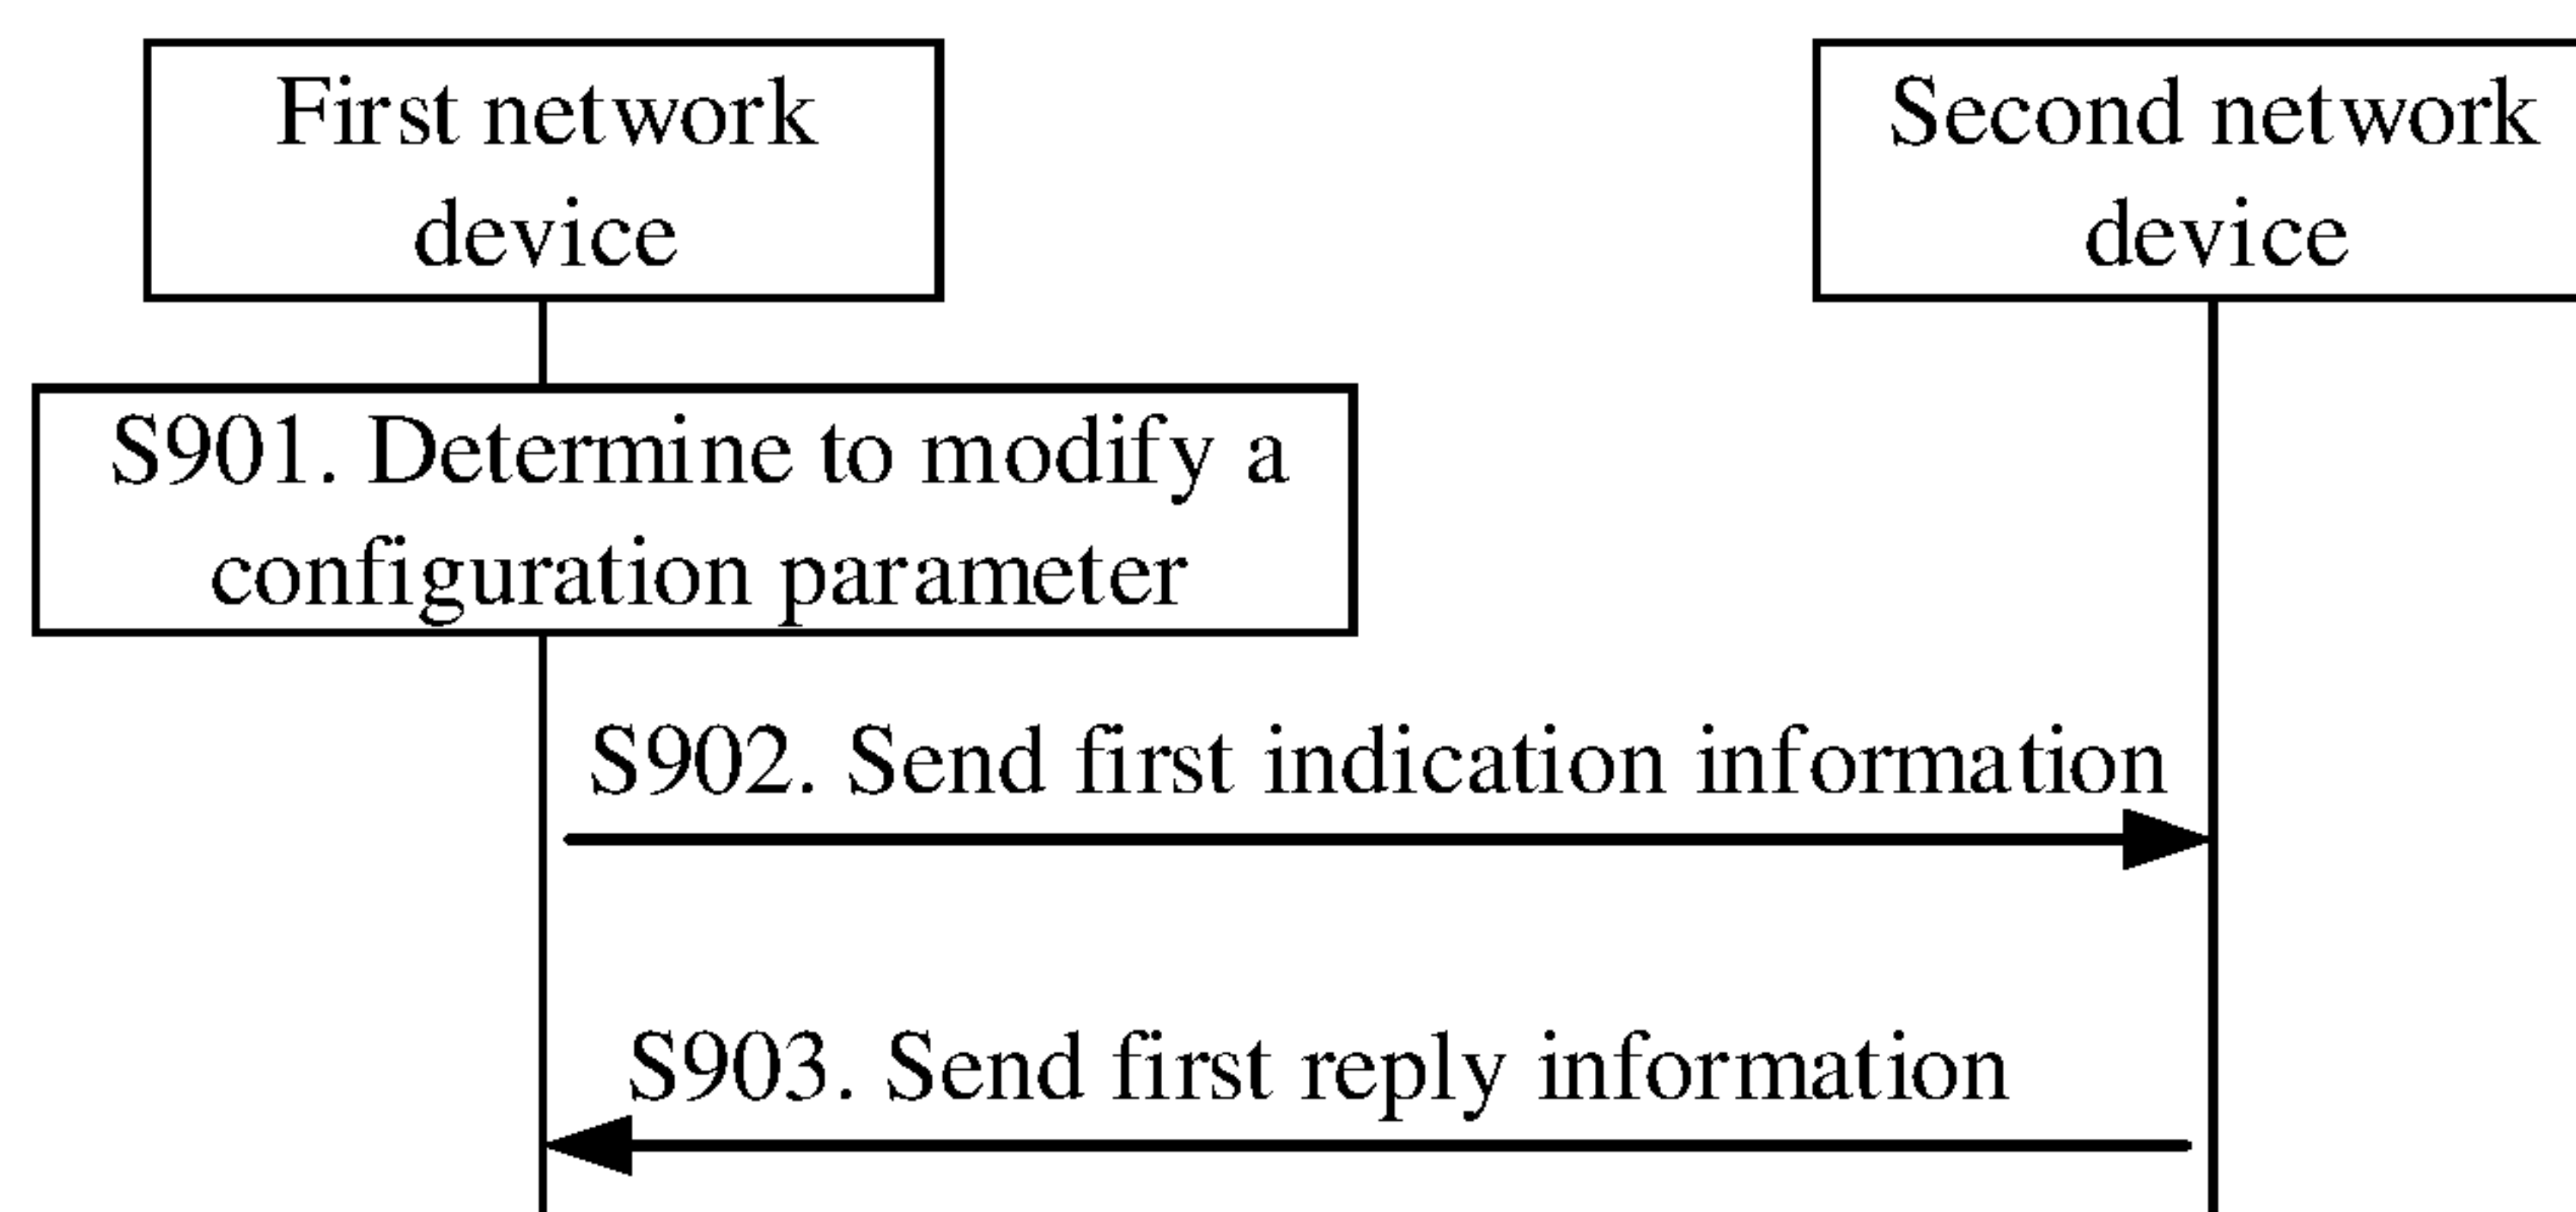 First network
device
Second network
device
S901. Determine to modify a
configuration parameter
S902. Send first indication information
S903. Send first reply information